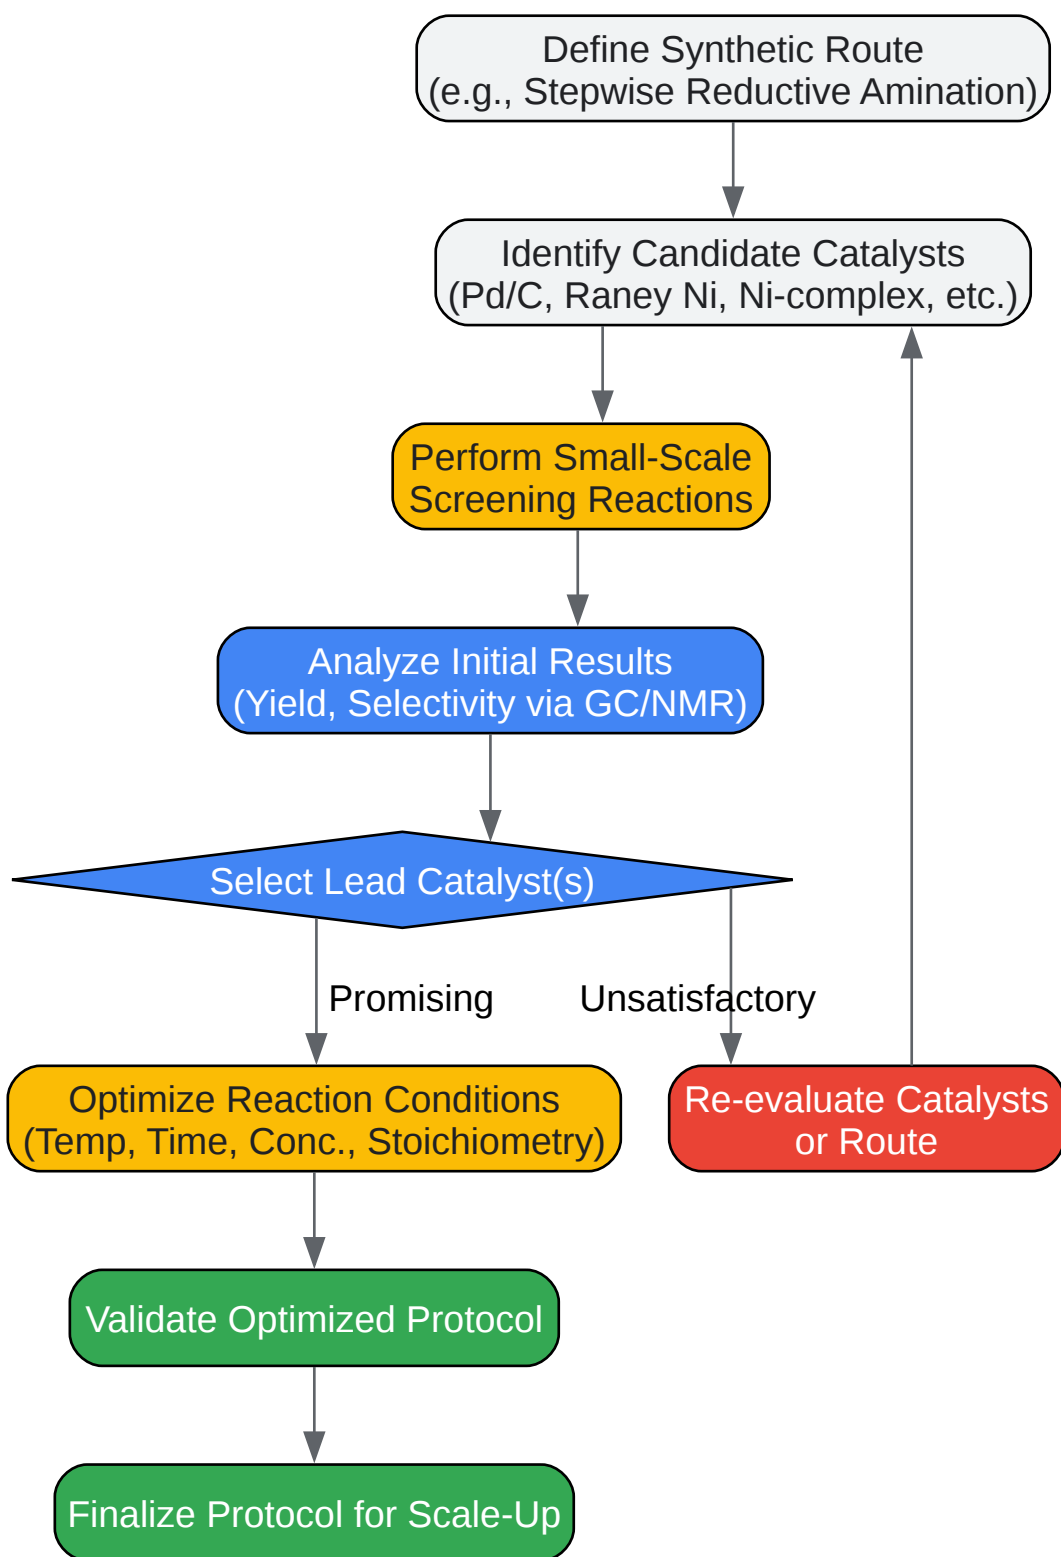 Define Synthetic Route
(e.g., Stepwise Reductive Amination)
Identify Candidate Catalysts
(Pd/C, Raney Ni, Ni-complex, etc.)
Perform Small-Scale
Screening Reactions
Analyze Initial Results
(Yield, Selectivity via GC/NMR)
Select Lead Catalyst(s)
Promising
Unsatisfactory
Optimize Reaction Conditions
(Temp, Time, Conc., Stoichiometry)
Re-evaluate Catalysts
or Route
Validate Optimized Protocol
Finalize Protocol for Scale-Up